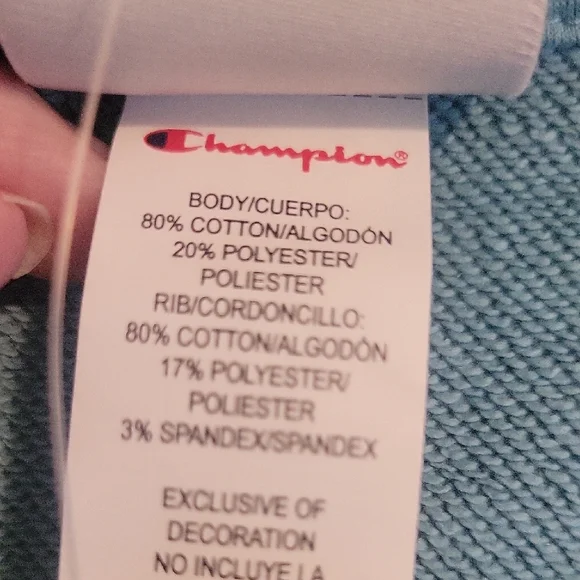 Champion®
BODY/CUERPO:
80% COTTON/ALGODÓN
20% POLYESTER/
POLIESTER
RIB/CORDONCILLO:
80% COTTON/ALGODÓN
17% POLYESTER/
POLIESTER
3% SPANDEX/SPANDEX
EXCLUSIVE OF
DECORATION
NO INCLUYE LA